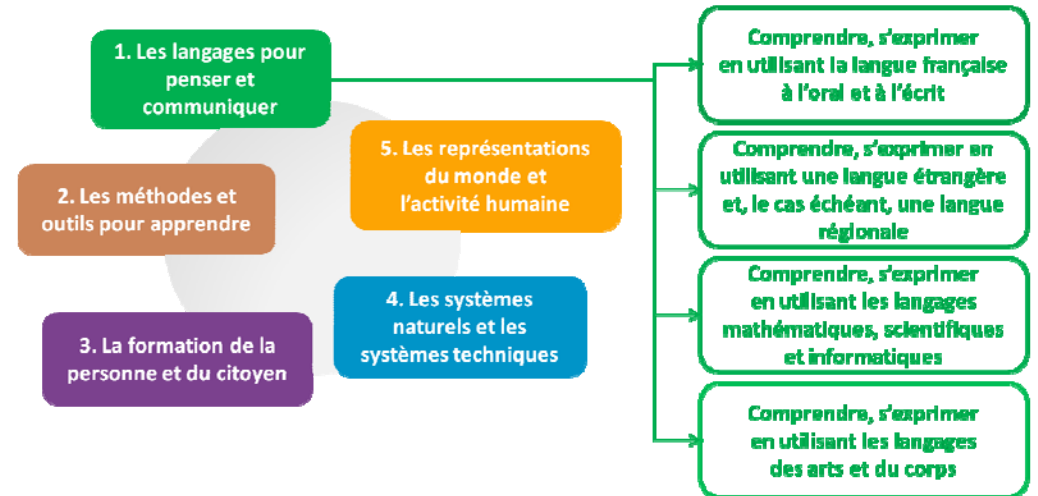 1. Les langages pour
penser et
communiquer
2. Les méthodes et
outils pour apprendre
3. La formation de la
personne et du citoyen
4. Les systèmes
naturels et les
systèmes techniques
5. Les représentations
du monde et
l'activité humaine
Comprendre, s'exprimer
en utilisant la langue française
à l'oral et à l'écrit
Comprendre, s'exprimer en
utilisant une langue étrangère
et, le cas échéant, une langue
régionale
Comprendre, s'exprimer
en utilisant les langages
mathématiques, scientifiques
et informatiques
Comprendre, s'exprimer
en utilisant les langages
des arts et du corps